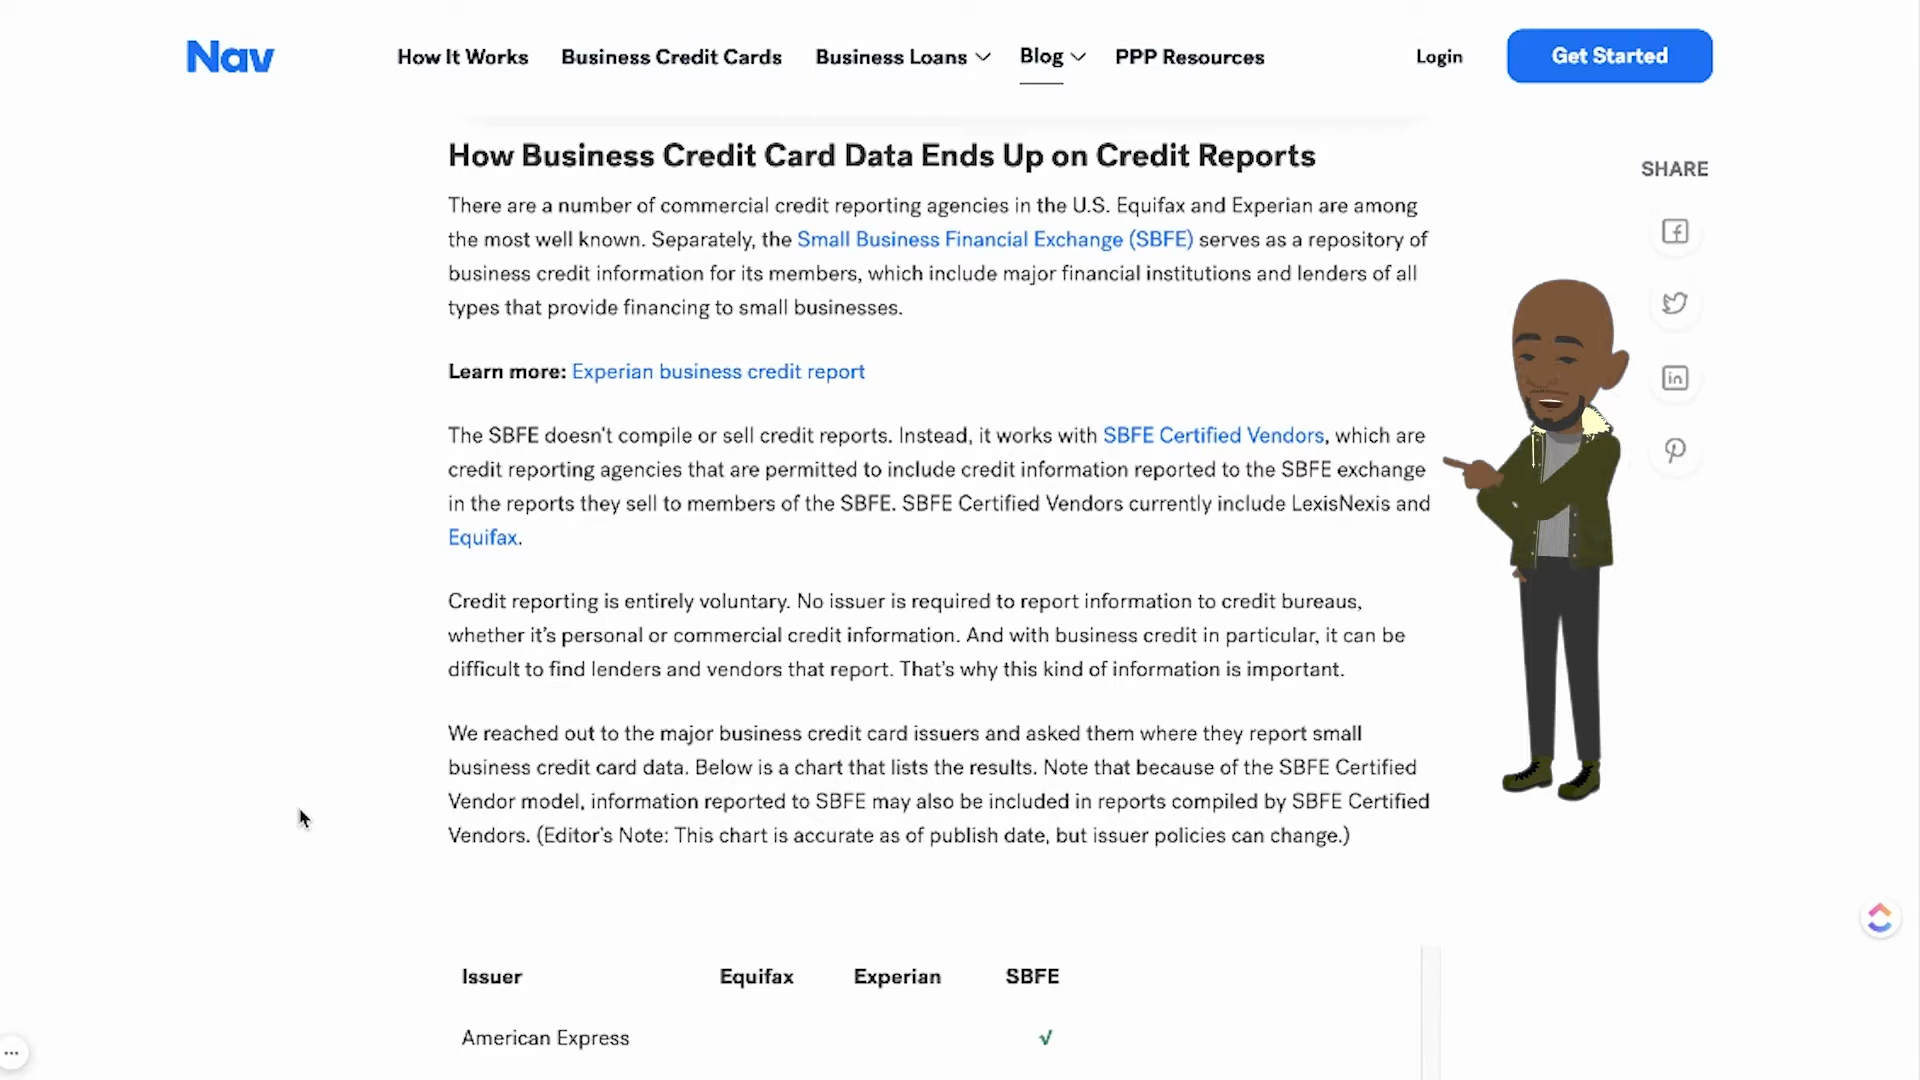 Nav
How It Works
Business Credit Cards
Business Loans
Blog
PPP Resources
Login
Get Started
How Business Credit Card Data Ends Up on Credit Reports
SHARE
There are a number of commercial credit reporting agencies in the U.S. Equifax and Experian are among
the most well known. Separately, the Small Business Financial Exchange (SBFE) serves as a repository of
business credit information for its members, which include major financial institutions and lenders of all
types that provide financing to small businesses.
Learn more: Experian business credit report
The SBFE doesn't compile or sell credit reports. Instead, it works with SBFE Certified Vendors, which are
credit reporting agencies that are permitted to include credit information reported to the SBFE exchange
in the reports they sell to members of the SBFE. SBFE Certified Vendors currently include LexisNexis and
Equifax.
Credit reporting is entirely voluntary. No issuer is required to report information to credit bureaus,
whether it's personal or commercial credit information. And with business credit in particular, it can be
difficult to find lenders and vendors that report. That's why this kind of information is important.
We reached out to the major business credit card issuers and asked them where they report small
business credit card data. Below is a chart that lists the results. Note that because of the SBFE Certified
Vendor model, information reported to SBFE may also be included in reports compiled by SBFE Certified
Vendors. (Editor's Note: This chart is accurate as of publish date, but issuer policies can change.)
Issuer Equifax Experian SBFE
American Express √